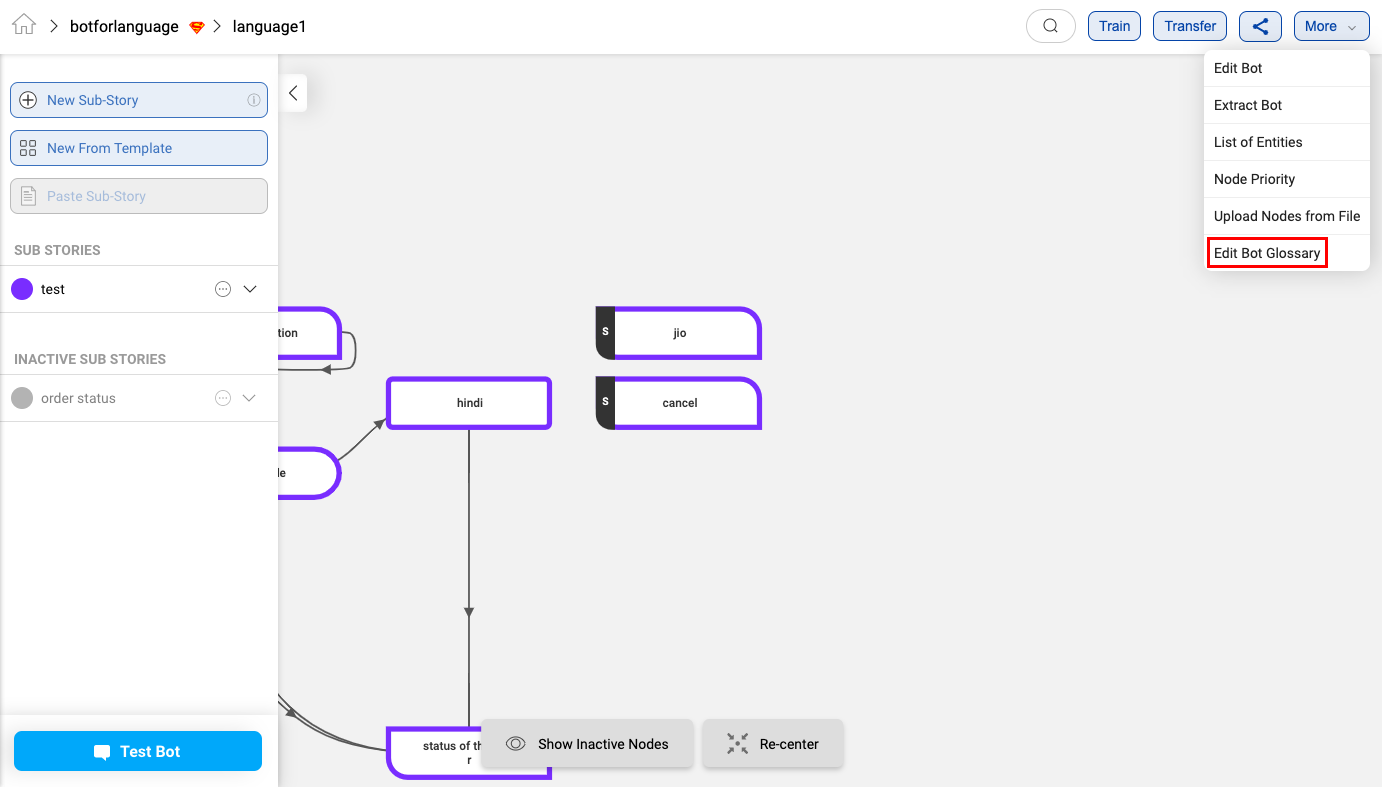 botforlanguage
language1
Train
Transfer
More
Edit Bot
Extract Bot
List of Entities
Node Priority
Upload Nodes from File
Edit Bot Glossary
New Sub-Story
New From Template
Paste Sub-Story
SUB STORIES
test
INACTIVE SUB STORIES
order status
Test Bot
tion
S
jio
hindi
S
cancel
le
status of th
r
Show Inactive Nodes
Re-center